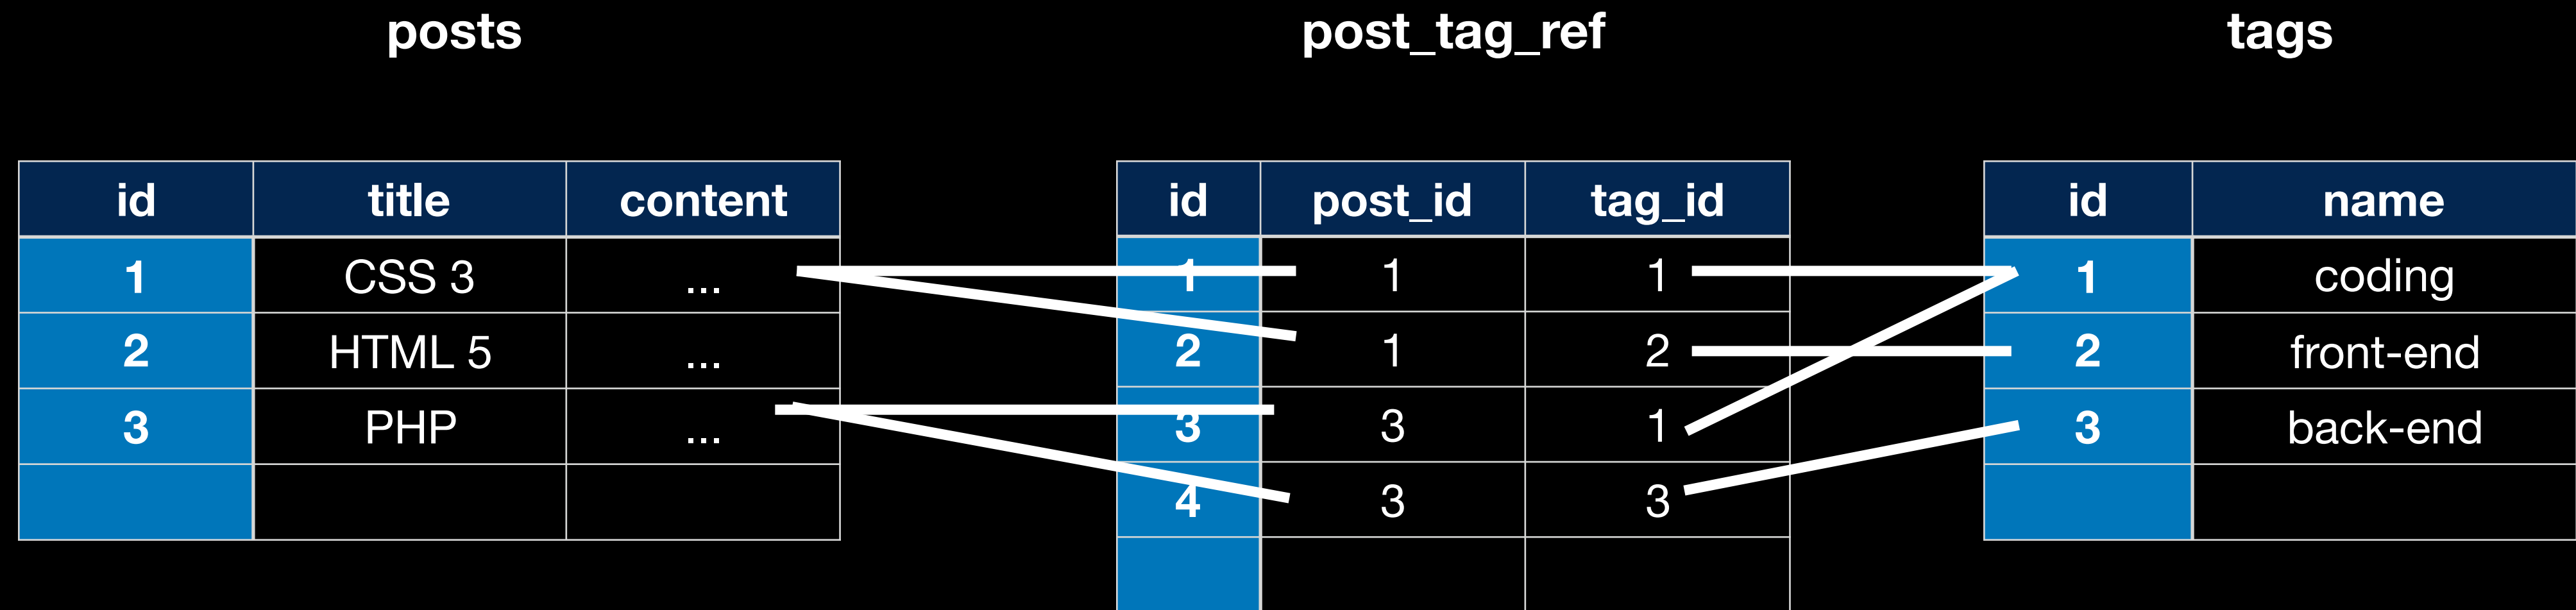 posts
id title content
1 CSS 3 ...
2 HTML 5 ...
3 PHP ...
post_tag_ref
id post_id tag_id
1 1 1
2 1 2
3 3 1
4 3 3
tags
id name
1 coding
2 front-end
3 back-end